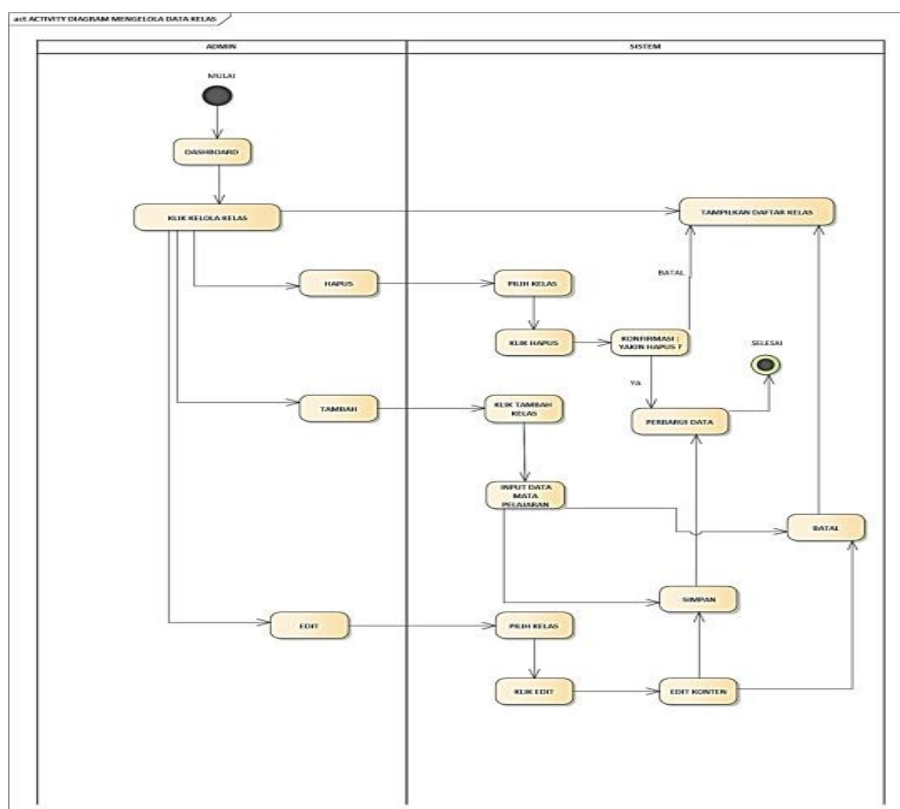 act ACTIVITY DIAGRAM MENGELOLA DATA KELAS
ADMIN
SISTEM
MULAI
DASHBOARD
KLIK KELOLA KELAS
TAMPILKAN DAFTAR KELAS
BATAL
HAPUS
PILIH KELAS
KLIK HAPUS
KONFIRMASI :
YAKIN HAPUS ?
SELESAI
YA
TAMBAH
KLIK TAMBAH
KELAS
PERBARUI DATA
INPUT DATA
MATA
PELAJARAN
BATAL
SIMPAN
EDIT
PILIH KELAS
KLIK EDIT
EDIT KONTEN